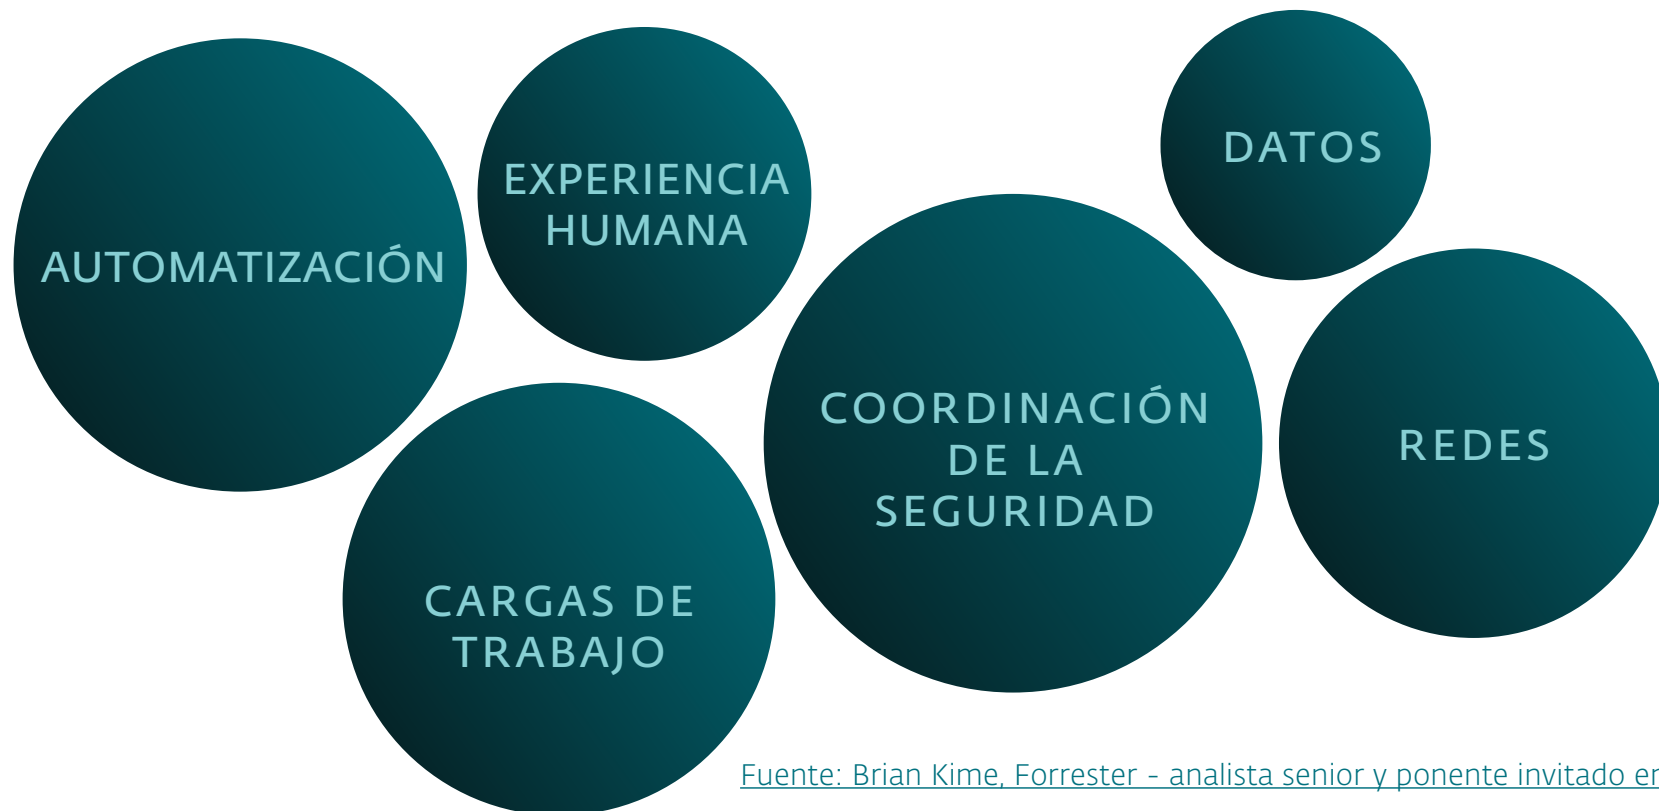 AUTOMATIZACIÓN
EXPERIENCIA
HUMANA
DATOS
COORDINACIÓN
DE LA
SEGURIDAD
REDES
CARGAS DE
TRABAJO
Fuente: Brian Kime, Forrester - analista senior y ponente invitado en